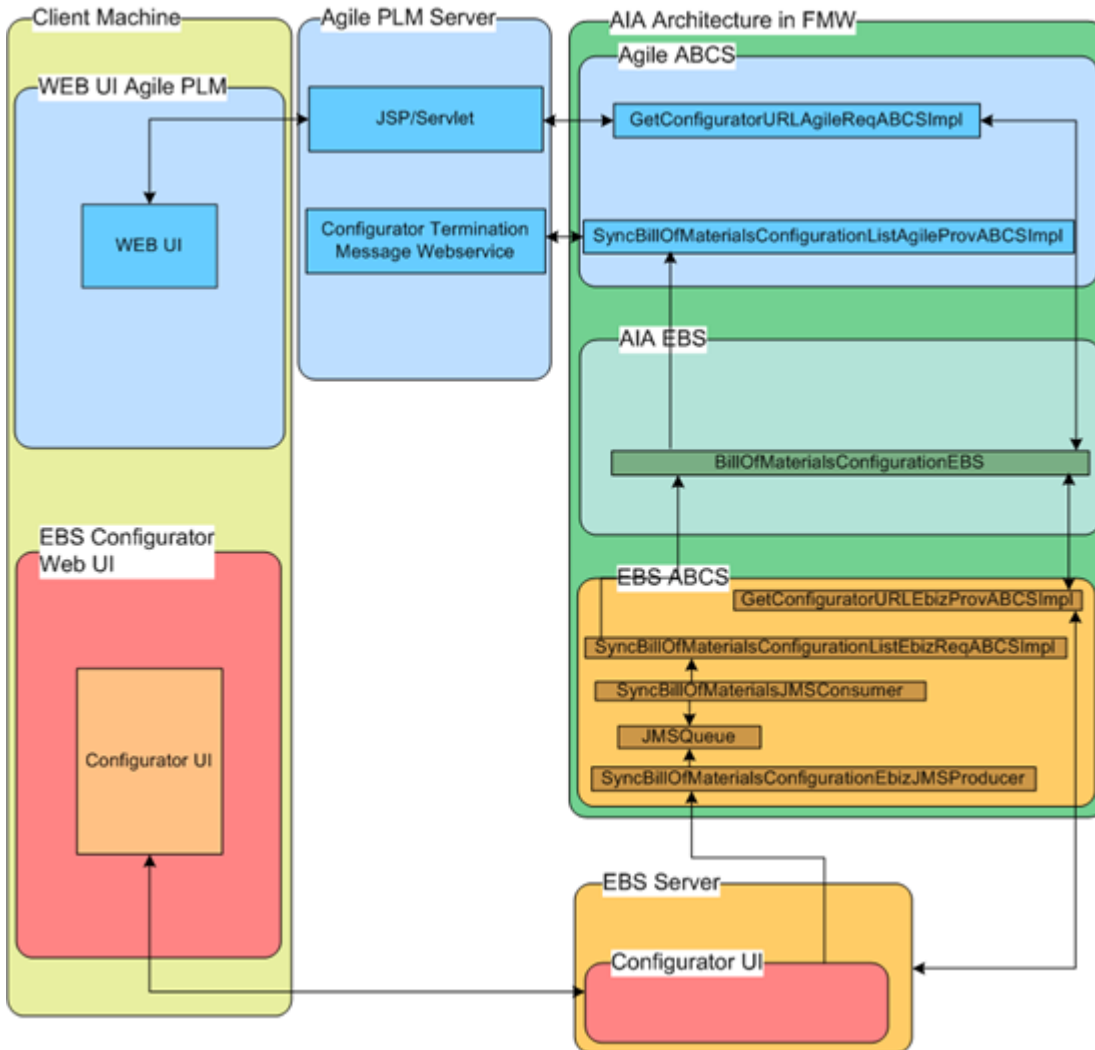 Client Machine
Agile PLM Server
AIA Architecture in FMW
Agile ABCS
WEB UI Agile PLM
JSP/Servlet
GetConfiguratorURLAgileReqABCSImpl
WEB UI
Configurator Termination
Message Webservice
SyncBillOfMaterialsConfigurationListAgileProvABCSImpl
AIA EBS
BillOfMaterialsConfigurationEBS
EBS Configurator
Web UI
EBS ABCS
GetConfiguratorURLEbizProvABCSImpl
SyncBillOfMaterialsConfigurationListEbizReqABCSImpl
SyncBillOfMaterialsJMSConsumer
JMSQueue
Configurator UI
SyncBillOfMaterialsConfigurationEbizJMSProducer
EBS Server
Configurator UI